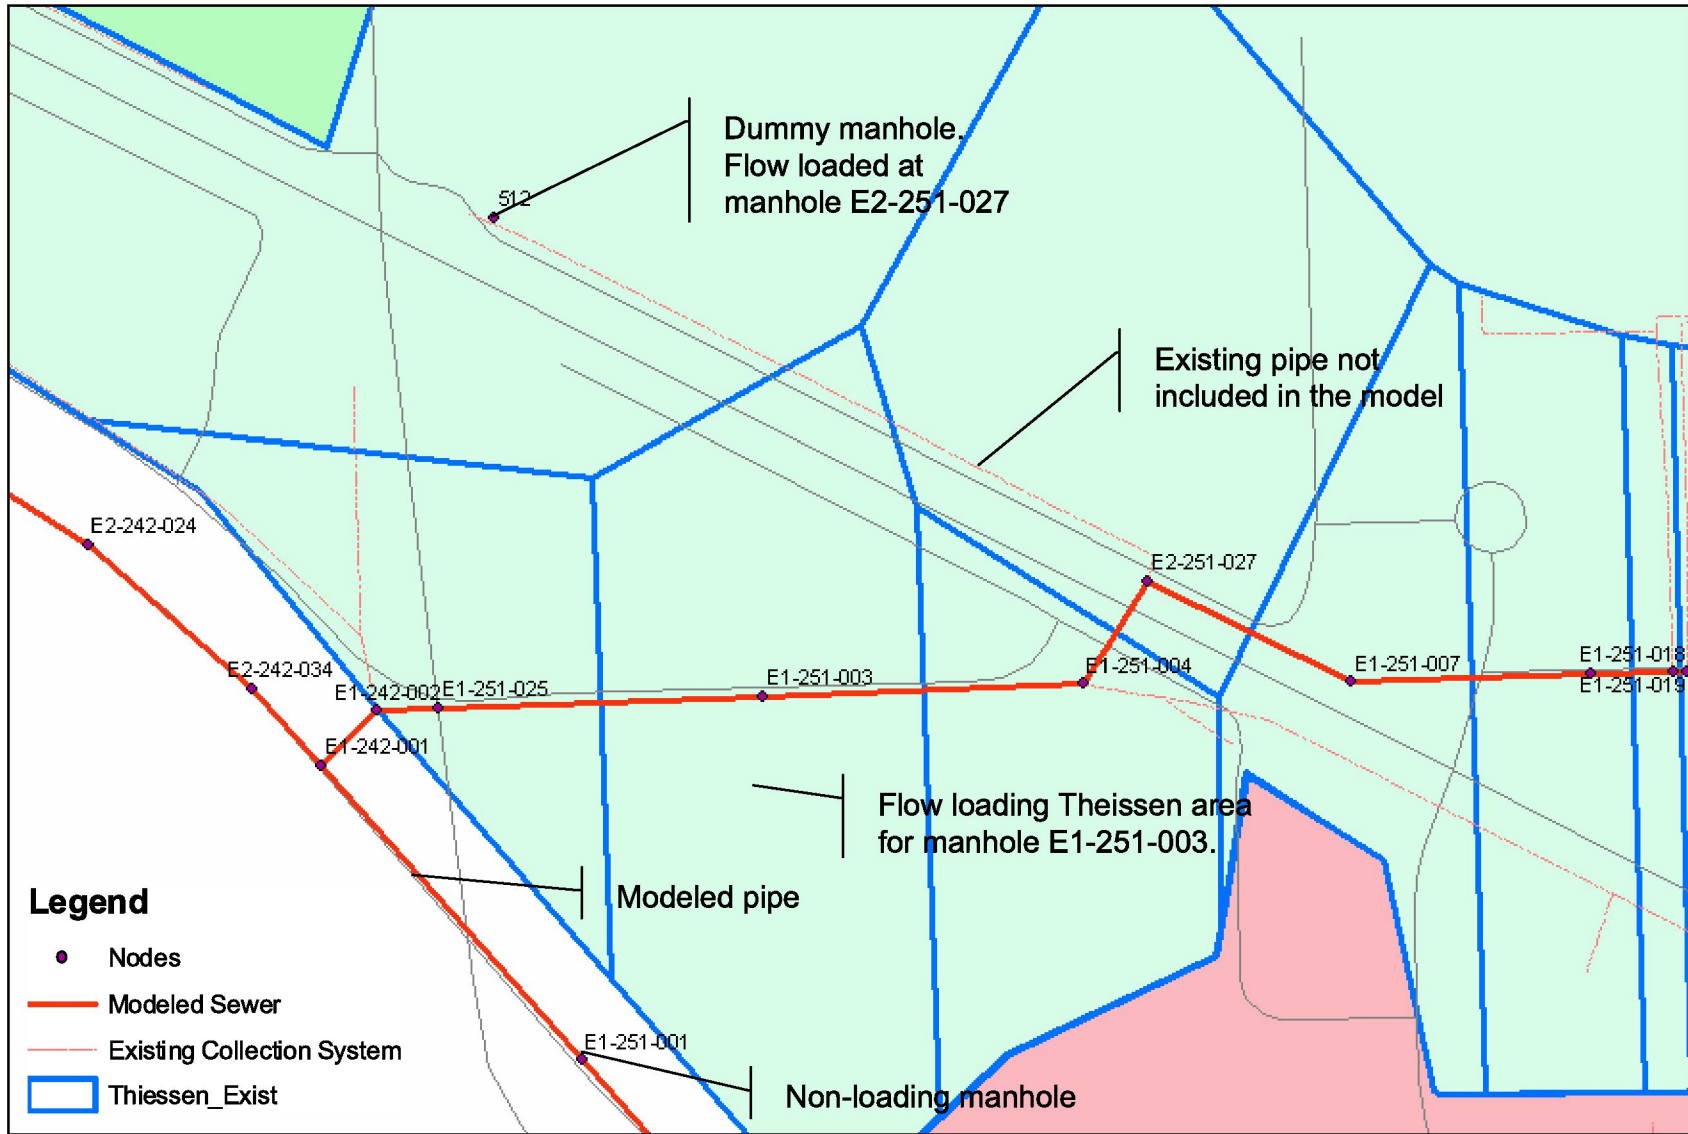 Dummy manhole.
Flow loaded at
manhole E2-251-027
512
Existing pipe not
included in the model
E2-242-024
E2-251-027
E2-242-034
E1-242-002
E1-251-025
E1-251-003
E1-251-004
E1-251-007
E1-251-018
E1-251-019
E1-242-001
Flow loading Theissen area
for manhole E1-251-003.
Modeled pipe
E1-251-001
Non-loading manhole
Legend
Nodes
Modeled Sewer
Existing Collection System
Thiessen_Exist